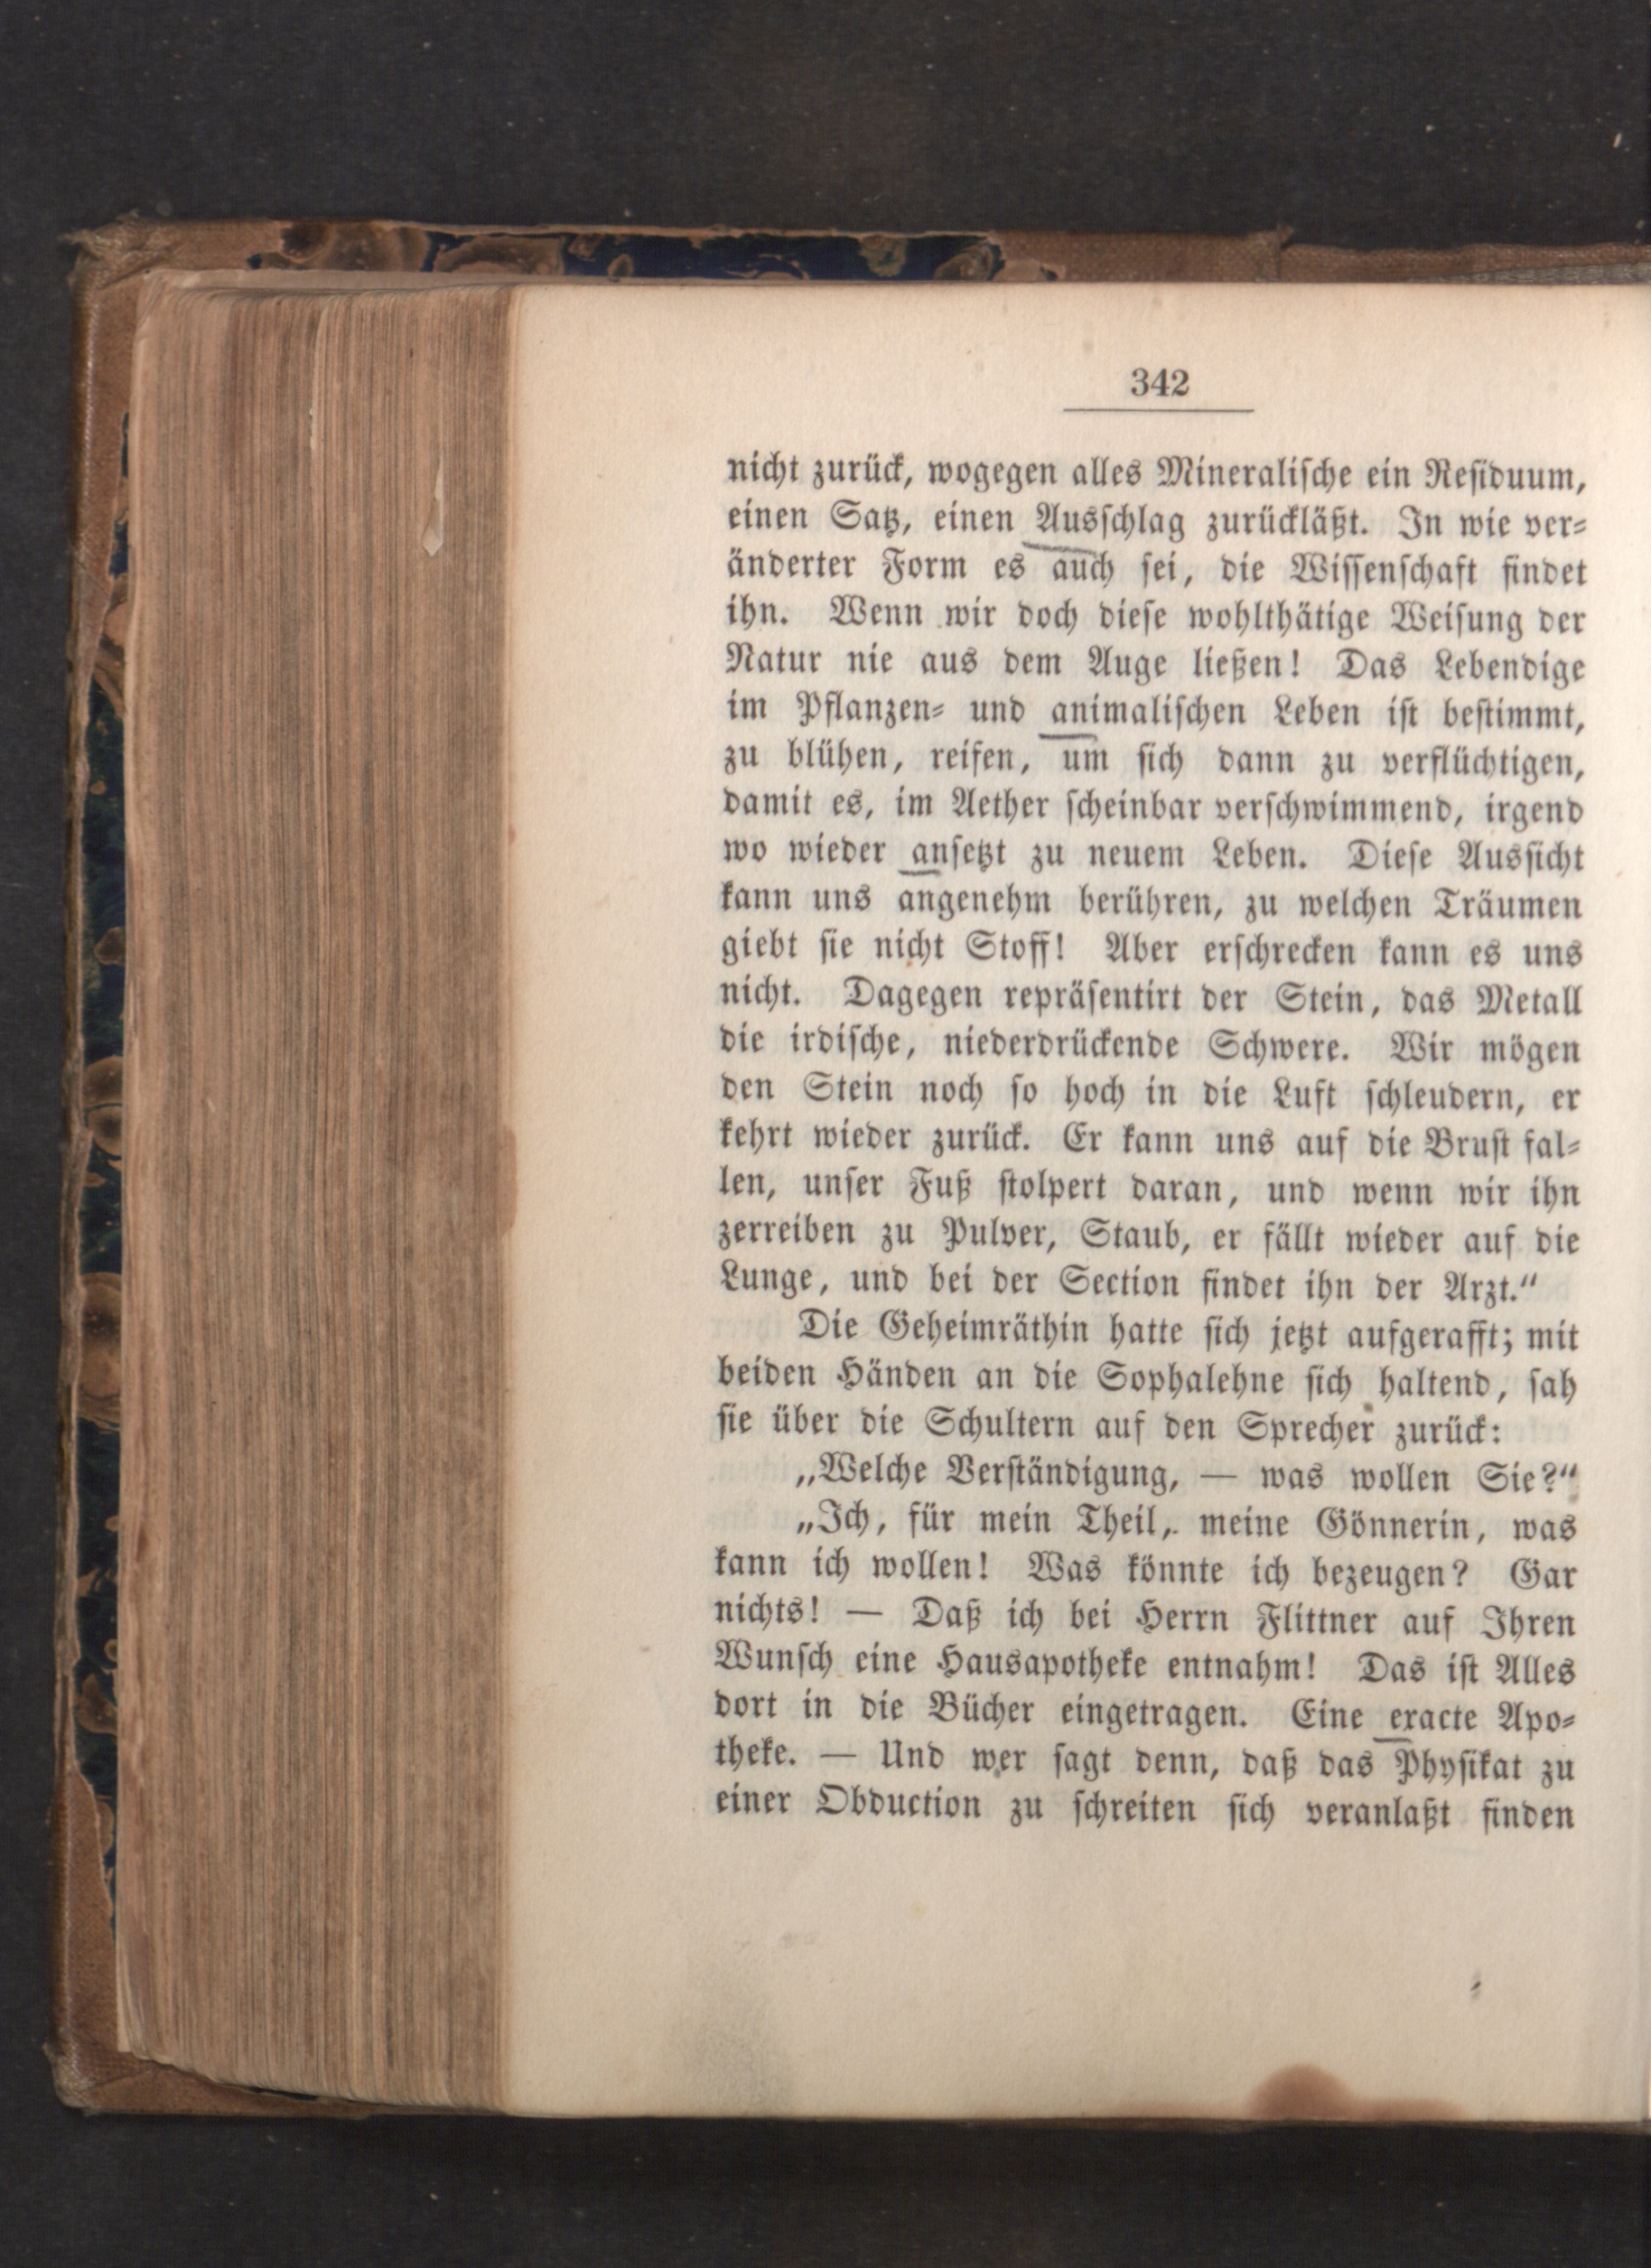 342
nicht zurück, wogegen alles Mineraliſche ein Reſiduum,
einen Satz, einen Ausſchlag zurückläßt. In wie ver⸗
änderter Form es auch ſei, die Wiſſenſchaft findet
ihn. Wenn wir doch dieſe wohlthätige Weiſung der
Natur nie aus dem Auge ließen! Das Lebendige
im Pflanzen⸗ und animaliſchen Leben iſt beſtimmt,
zu blühen, reifen, um ſich dann zu verflüchtigen,
damit es, im Aether ſcheinbar verſchwimmend, irgend
wo wieder anſetzt zu neuem Leben. Dieſe Ausſicht
kann uns angenehm berühren, zu welchen Träumen
giebt ſie nicht Stoff! Aber erſchrecken kann es uns
nicht. Dagegen repräſentirt der Stein, das Metall
die irdiſche, niederdrückende Schwere. Wir mögen
den Stein noch ſo hoch in die Luft ſchleudern, er
kehrt wieder zurück. Er kann uns auf die Bruſt fal⸗
len, unſer Fuß ſtolpert daran, und wenn wir ihn
zerreiben zu Pulver, Staub, er fällt wieder auf die
Lunge, und bei der Section findet ihn der Arzt.“
Die Geheimräthin hatte ſich jetzt aufgerafft; mit
beiden Händen an die Sophalehne ſich haltend, ſah
ſie über die Schultern auf den Sprecher zurück:
„Welche Verſtändigung, — was wollen Sie?“
„Ich, für mein Theil, meine Gönnerin, was
kann ich wollen! Was könnte ich bezeugen? Gar
nichts! — Daß ich bei Herrn Flittner auf Ihren
Wunſch eine Hausapotheke entnahm! Das iſt Alles
dort in die Bücher eingetragen. Eine exacte Apo⸗
theke. — Und wer ſagt denn, daß das Phyſikat zu
einer Obduction zu ſchreiten ſich veranlaßt finden